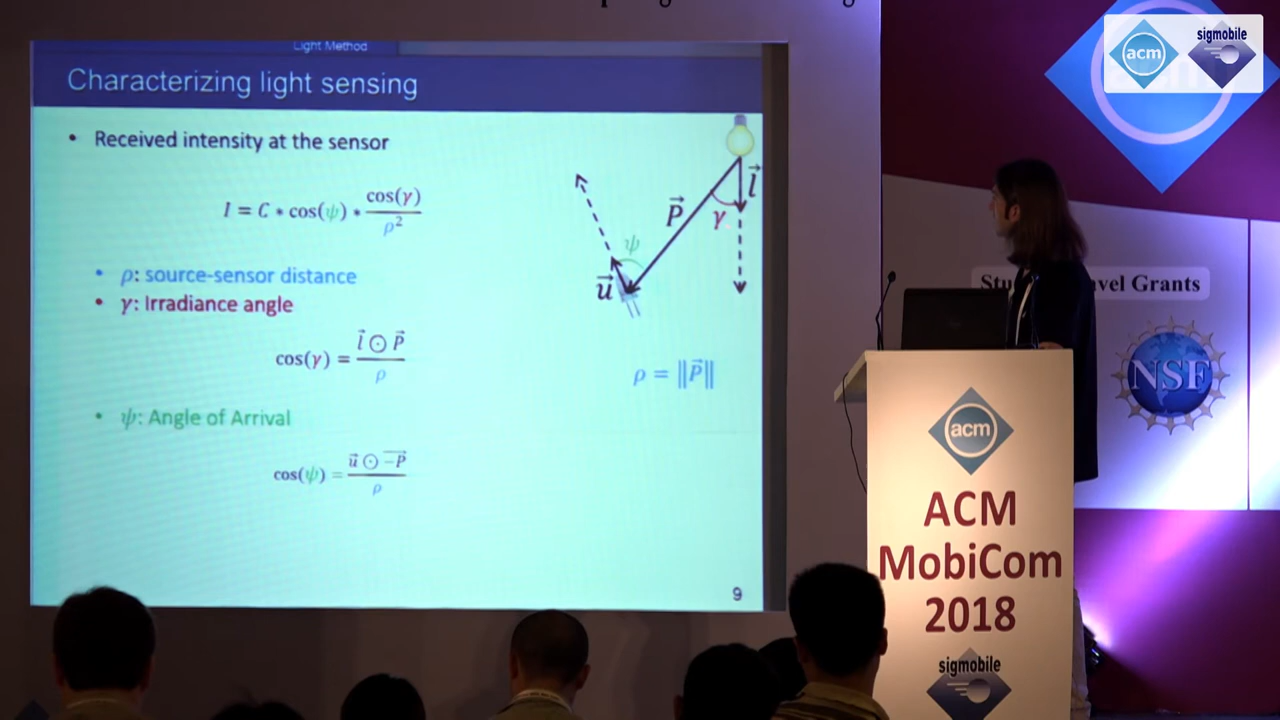 acm
sigmobile
Light Method
Characterizing light sensing
• Received intensity at the sensor
I = C * cos(ψ) * cos(γ) / ρ²
• ρ: source-sensor distance
• γ: Irradiance angle
cos(γ) = l⃗ ⊙ P⃗ / ρ
• ψ: Angle of Arrival
cos(ψ) = u⃗ ⊙ −P⃗ / ρ
l⃗
P⃗
γ
ψ
u⃗
ρ = ‖P⃗‖
9
Grants
NSF
acm
ACM
MobiCom
2018
sigmobile